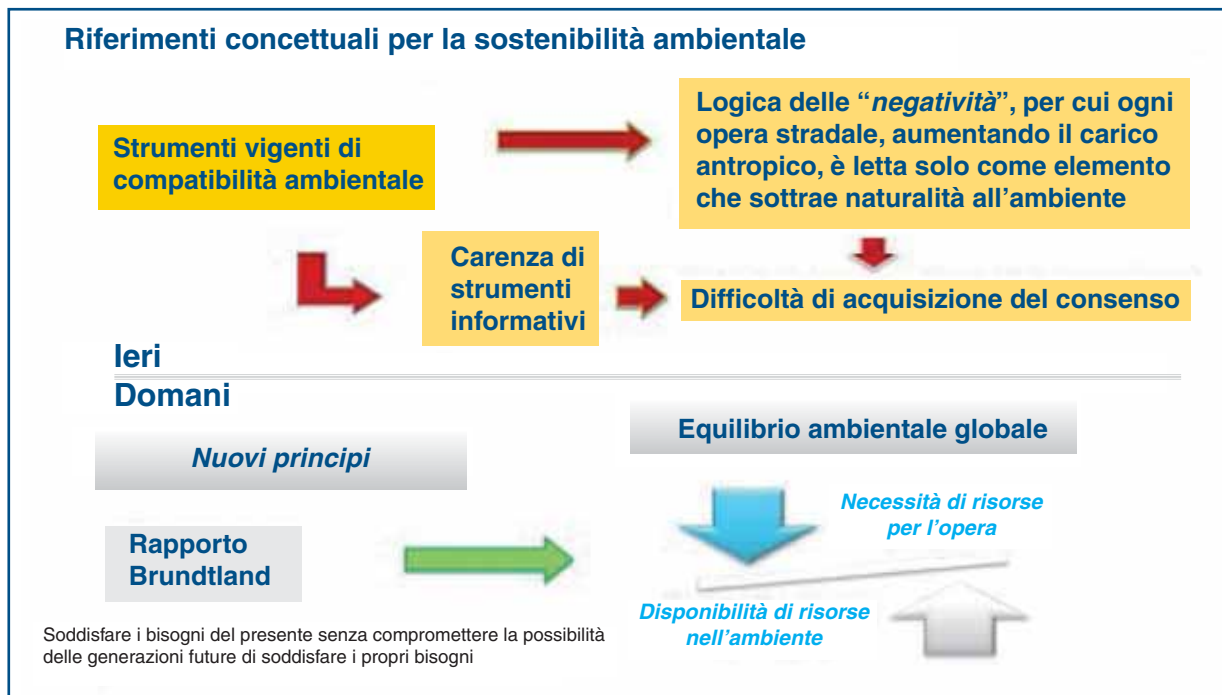 Riferimenti concettuali per la sostenibilità ambientale
Strumenti vigenti di
compatibilità ambientale
Logica delle “negatività”, per cui ogni
opera stradale, aumentando il carico
antropico, è letta solo come elemento
che sottrae naturalità all’ambiente
Carenza di
strumenti
informativi
Difficoltà di acquisizione del consenso
Ieri
Domani
Nuovi principi
Equilibrio ambientale globale
Rapporto
Brundtland
Necessità di risorse
per l’opera
Disponibilità di risorse
nell’ambiente
Soddisfare i bisogni del presente senza compromettere la possibilità
delle generazioni future di soddisfare i propri bisogni